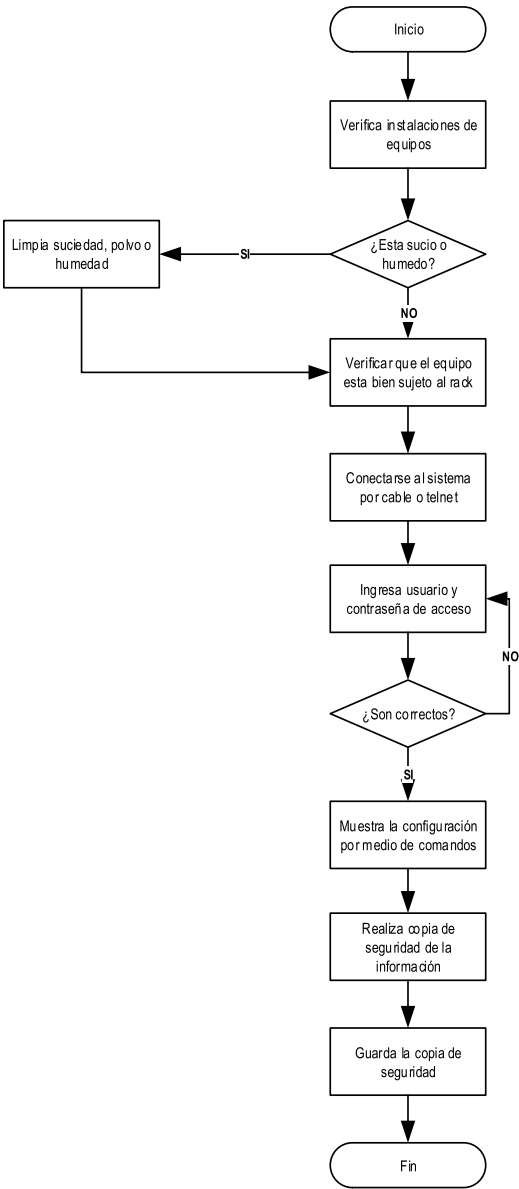 Inicio
Verifica instalaciones de
equipos
¿Esta sucio o
humedo?
SI
Limpia suciedad, polvo o
humedad
NO
Verificar que el equipo
esta bien sujeto al rack
Conectarse al sistema
por cable o telnet
Ingresa usuario y
contraseña de acceso
NO
¿Son correctos?
SI
Muestra la configuración
por medio de comandos
Realiza copia de
seguridad de la
información
Guarda la copia de
seguridad
Fin